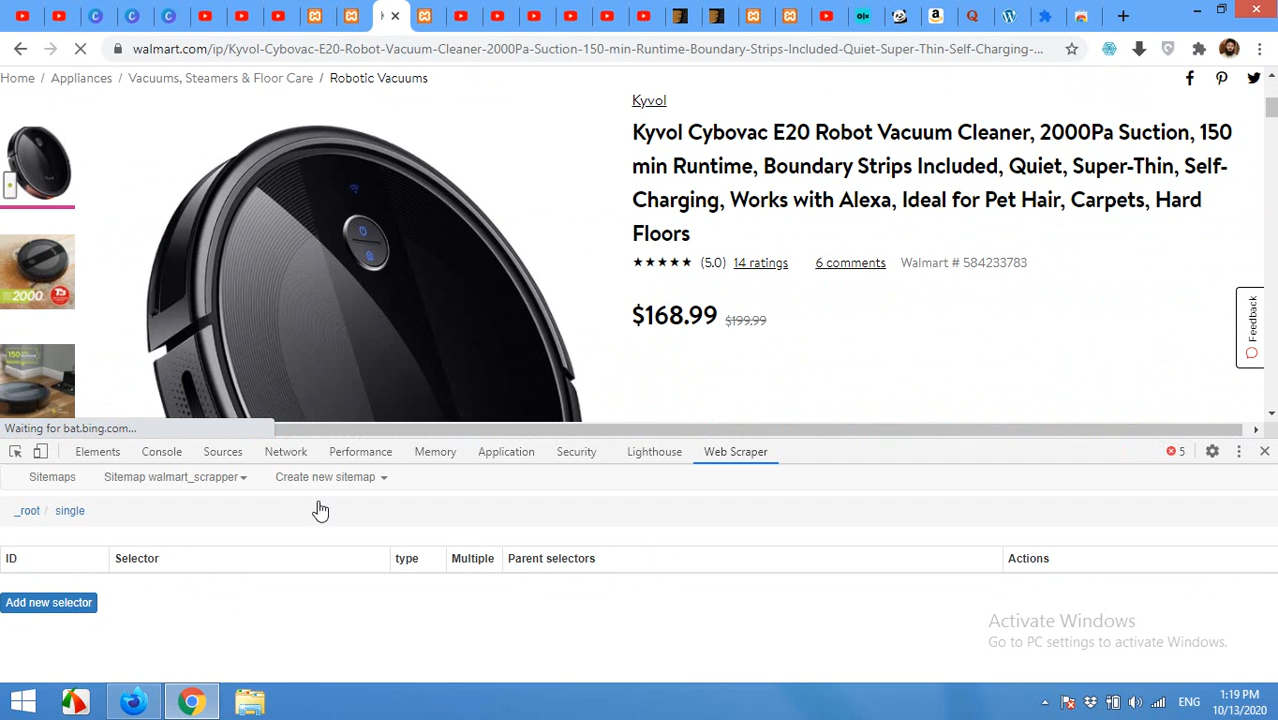 walmart.com/ip/Kyvol-Cybovac-E20-Robot-Vacuum-Cleaner-2000Pa-Suction-150-min-Runtime-Boundary-Strips-Included-Quiet-Super-Thin-Self-Charging-...
Home / Appliances / Vacuums, Steamers & Floor Care / Robotic Vacuums
Kyvol
Kyvol Cybovac E20 Robot Vacuum Cleaner, 2000Pa Suction, 150
min Runtime, Boundary Strips Included, Quiet, Super-Thin, Self-
Charging, Works with Alexa, Ideal for Pet Hair, Carpets, Hard
Floors
★★★★★ (5.0) 14 ratings 6 comments Walmart # 584233783
$168.99 $199.99
Feedback
2000
150
Waiting for bat.bing.com...
Elements Console Sources Network Performance Memory Application Security Lighthouse Web Scraper 5
Sitemaps Sitemap walmart_scrapper Create new sitemap
_root / single
ID Selector type Multiple Parent selectors Actions
Add new selector
Activate Windows
Go to PC settings to activate Windows.
ENG
1:19 PM
10/13/2020